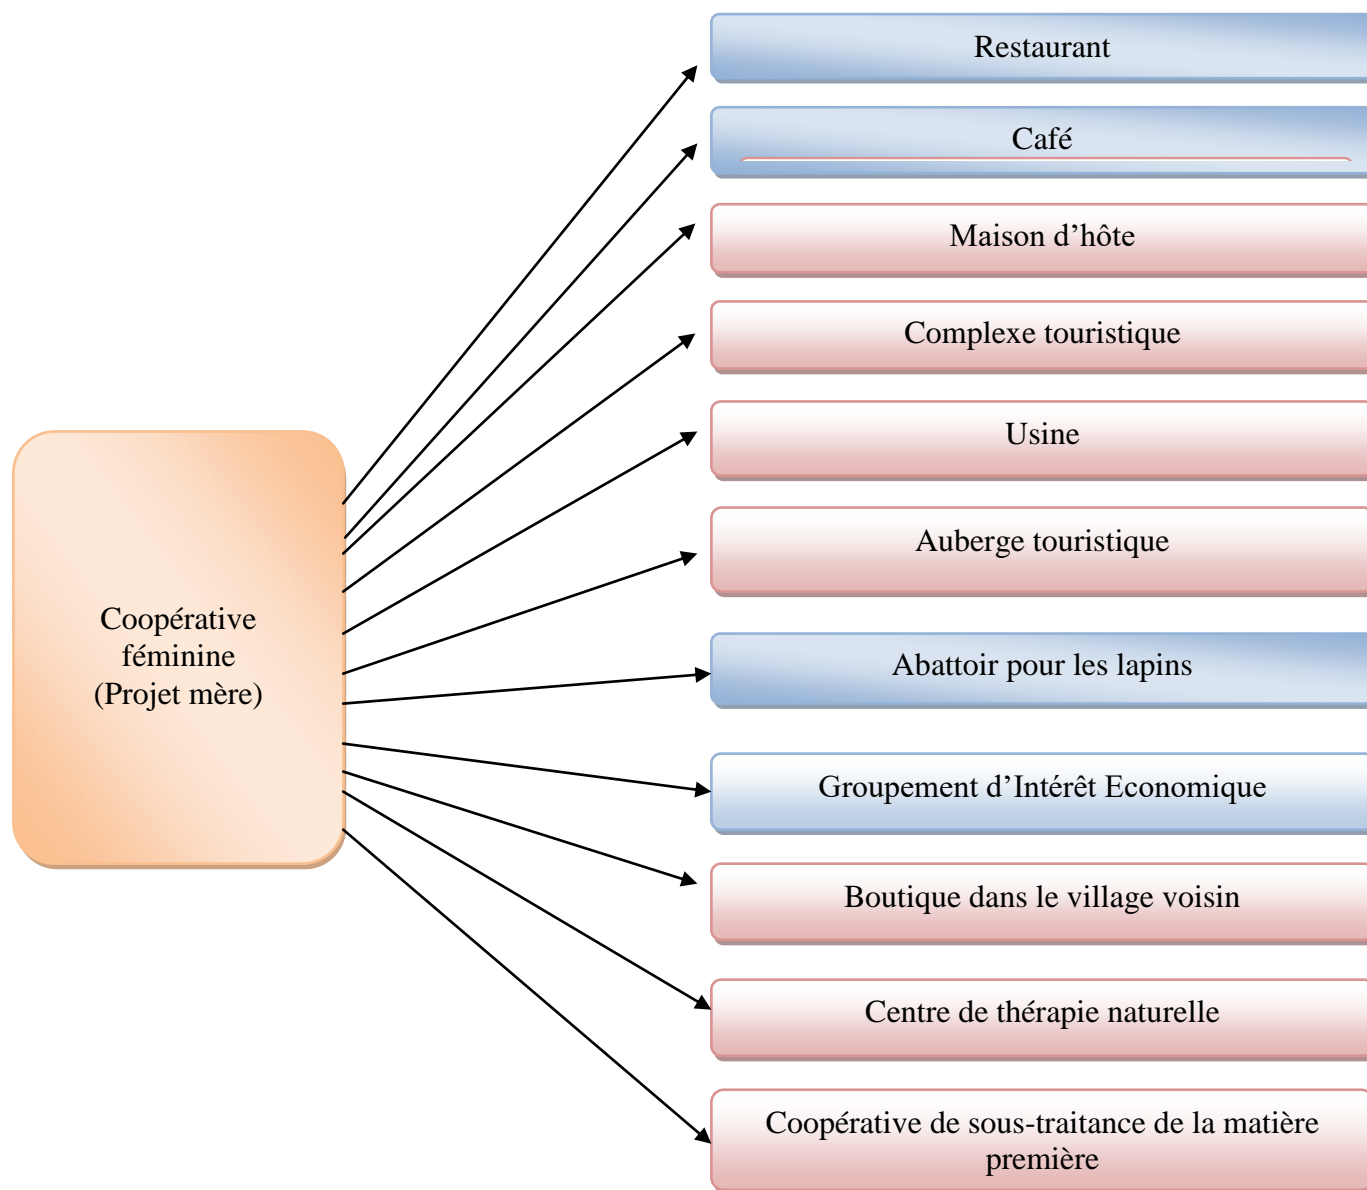 Restaurant
Café
Maison d’hôte
Complexe touristique
Usine
Auberge touristique
Coopérative
féminine
(Projet mère)
Abattoir pour les lapins
Groupement d’Intérêt Economique
Boutique dans le village voisin
Centre de thérapie naturelle
Coopérative de sous-traitance de la matière
première